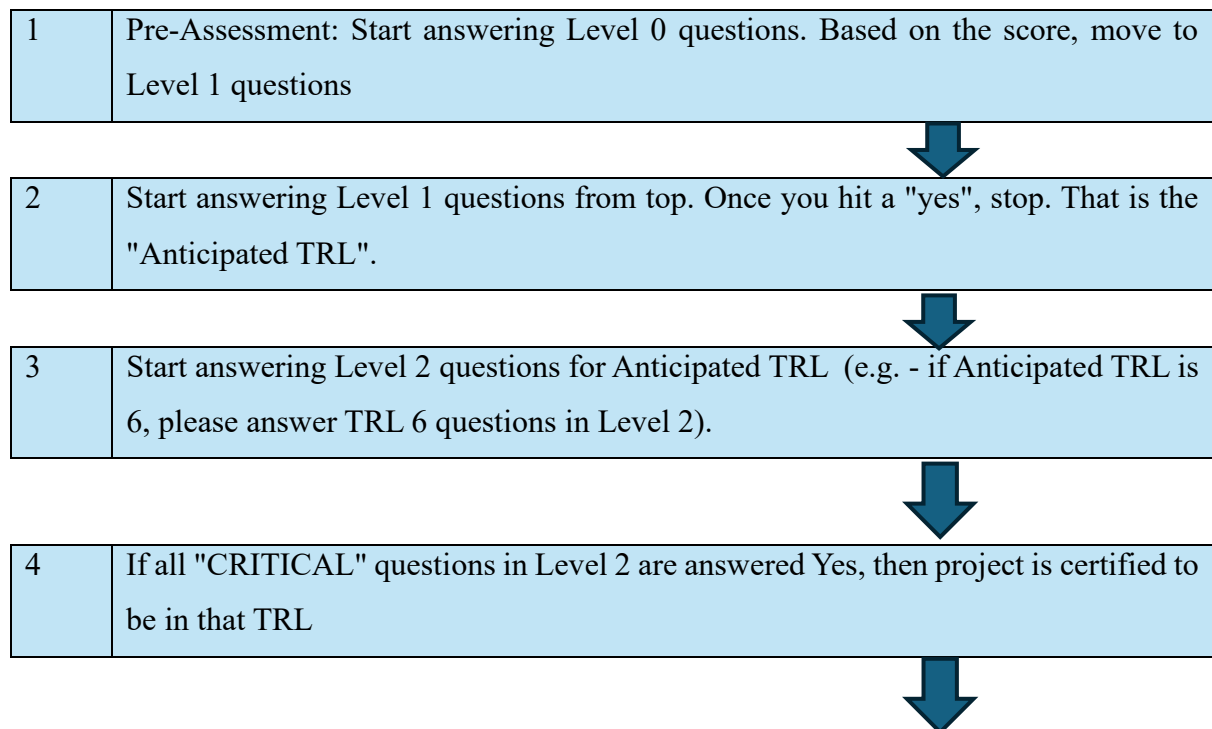 1 Pre-Assessment: Start answering Level 0 questions. Based on the score, move to
Level 1 questions
2 Start answering Level 1 questions from top. Once you hit a "yes", stop. That is the
"Anticipated TRL".
3 Start answering Level 2 questions for Anticipated TRL (e.g. - if Anticipated TRL is
6, please answer TRL 6 questions in Level 2).
4 If all "CRITICAL" questions in Level 2 are answered Yes, then project is certified to
be in that TRL